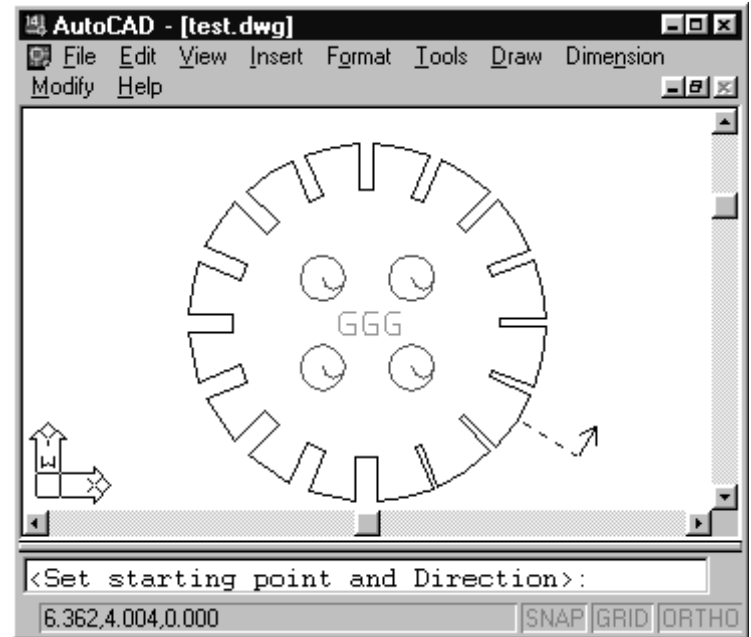 AutoCAD - [test.dwg]
File Edit View Insert Format Tools Draw Dimension
Modify Help
GGG
W
<Set starting point and Direction>:
6.362,4.004,0.000 SNAP GRID ORTHO